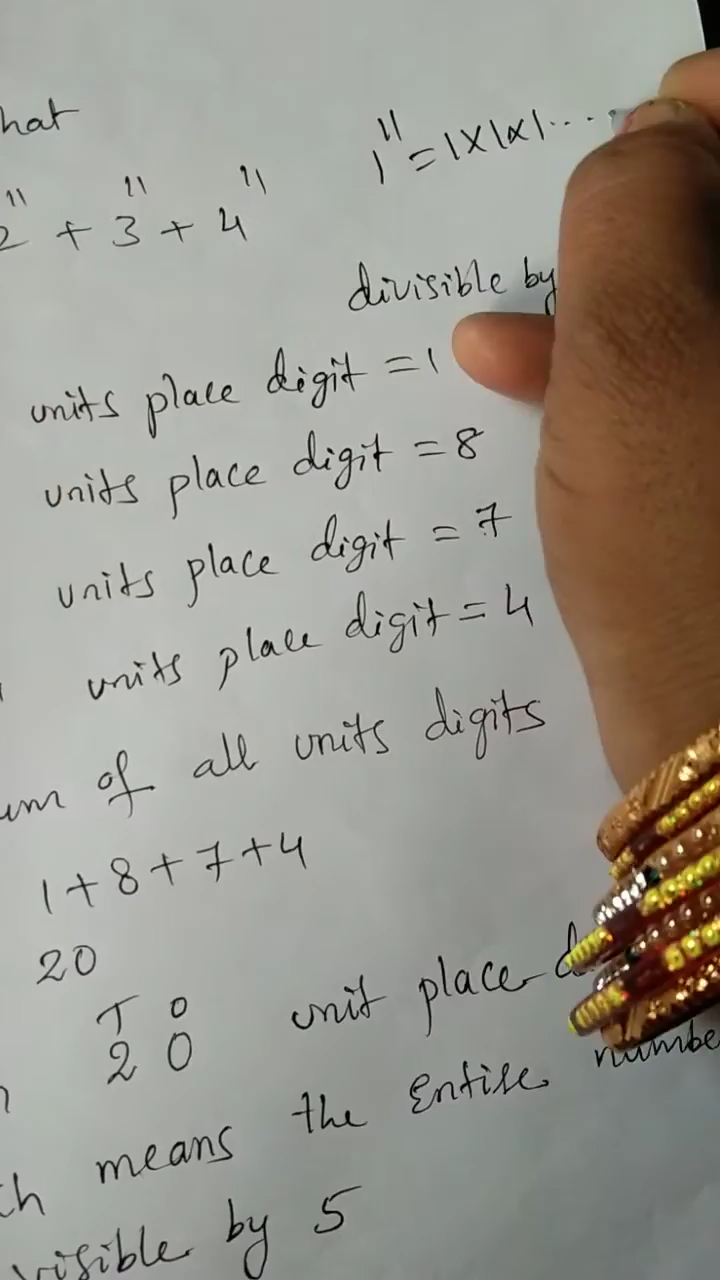 hat
2¹¹ + 3¹¹ + 4¹¹
1¹¹ = 1×1×1....
divisible by
units place digit = 1
units place digit = 8
units place digit = 7
units place digit = 4
um of all units digits
1+8+7+4
20
T O
2 0 unit place d
means the entire numbe
visible by 5